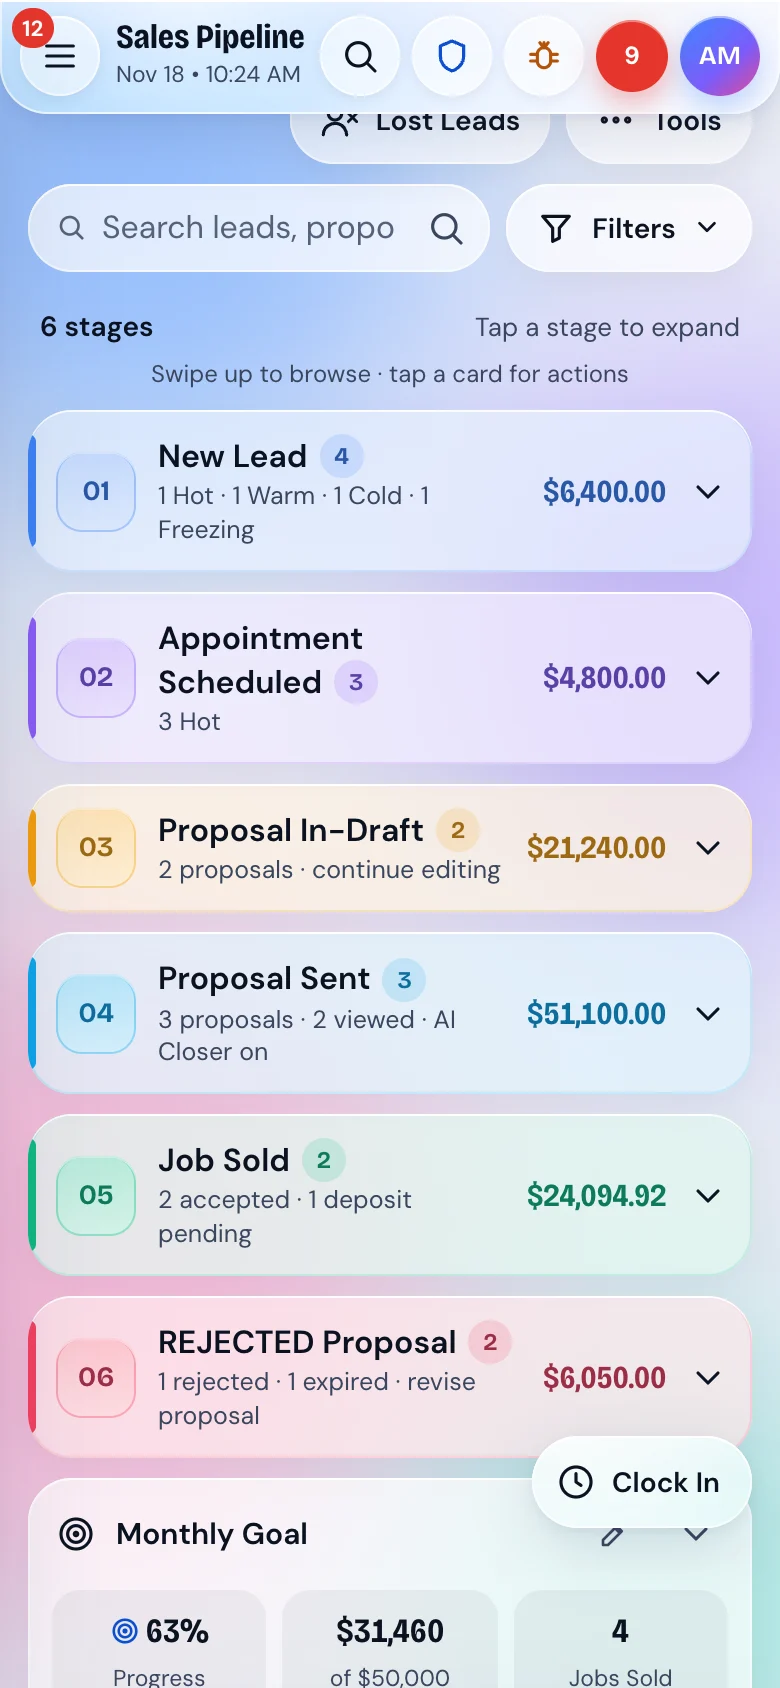 12
Sales Pipeline
Nov 18 • 10:24 AM
9
AM
Lost Leads
••• Tools
Search leads, propo
Filters
6 stages
Tap a stage to expand
Swipe up to browse · tap a card for actions
01
New Lead 4
1 Hot · 1 Warm · 1 Cold · 1
Freezing
$6,400.00
02
Appointment
Scheduled 3
3 Hot
$4,800.00
03
Proposal In-Draft 2
2 proposals · continue editing
$21,240.00
04
Proposal Sent 3
3 proposals · 2 viewed · AI
Closer on
$51,100.00
05
Job Sold 2
2 accepted · 1 deposit
pending
$24,094.92
06
REJECTED Proposal 2
1 rejected · 1 expired · revise
proposal
$6,050.00
Clock In
Monthly Goal
63%
Progress
$31,460
of $50,000
4
Jobs Sold